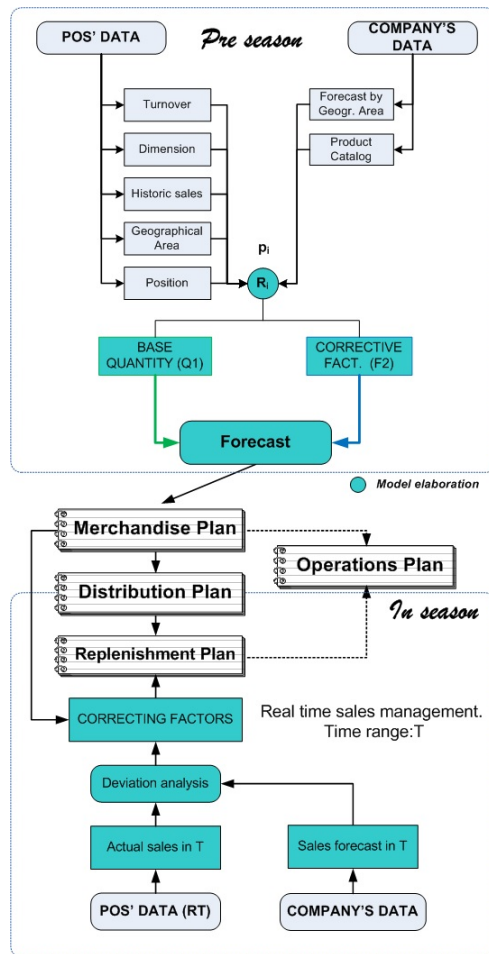 POS' DATA
Pre season
COMPANY'S
DATA
Turnover
Dimension
Historic sales
Geographical
Area
Position
Forecast by
Geogr. Area
Product
Catalog
pi
Ri
BASE
QUANTITY (Q1)
CORRECTIVE
FACT. (F2)
Forecast
Model elaboration
Merchandise Plan
Operations Plan
Distribution Plan
In season
Replenishment Plan
CORRECTING FACTORS
Real time sales management.
Time range:T
Deviation analysis
Actual sales in T
Sales forecast in T
POS' DATA (RT)
COMPANY'S DATA